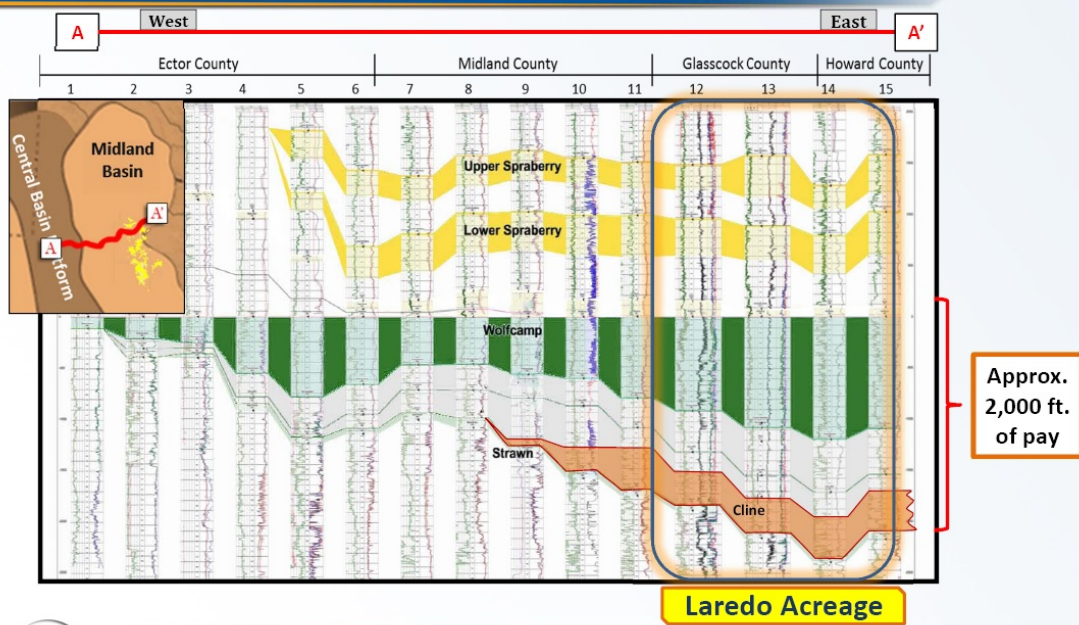 A
West
East
A'
Ector County
Midland County
Glasscock County
Howard County
1 2 3 4 5 6 7 8 9 10 11 12 13 14 15
Central Basin
tform
Midland
Basin
A
A'
Upper Spraberry
Lower Spraberry
Wolfcamp
Strawn
Cline
Approx.
2,000 ft.
of pay
Laredo Acreage